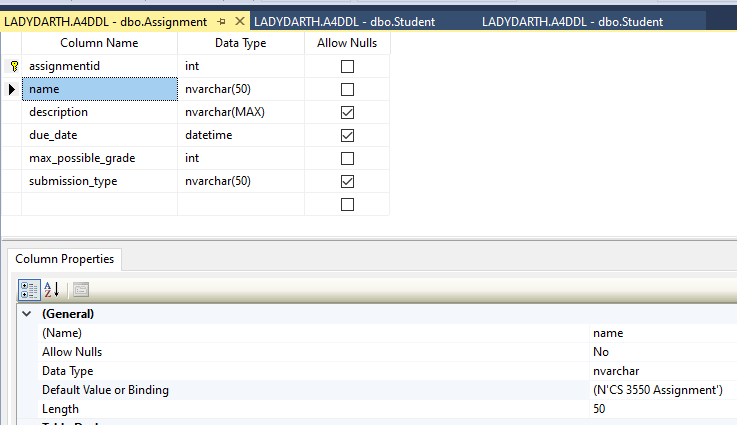 LADYDARTH.A4DDL - dbo.Assignment LADYDARTH.A4DDL - dbo.Student LADYDARTH.A4DDL - dbo.Student
Column Name Data Type Allow Nulls
assignmentid int
name nvarchar(50)
description nvarchar(MAX)
due_date datetime
max_possible_grade int
submission_type nvarchar(50)
Column Properties
(General)
(Name) name
Allow Nulls No
Data Type nvarchar
Default Value or Binding (N'CS 3550 Assignment')
Length 50